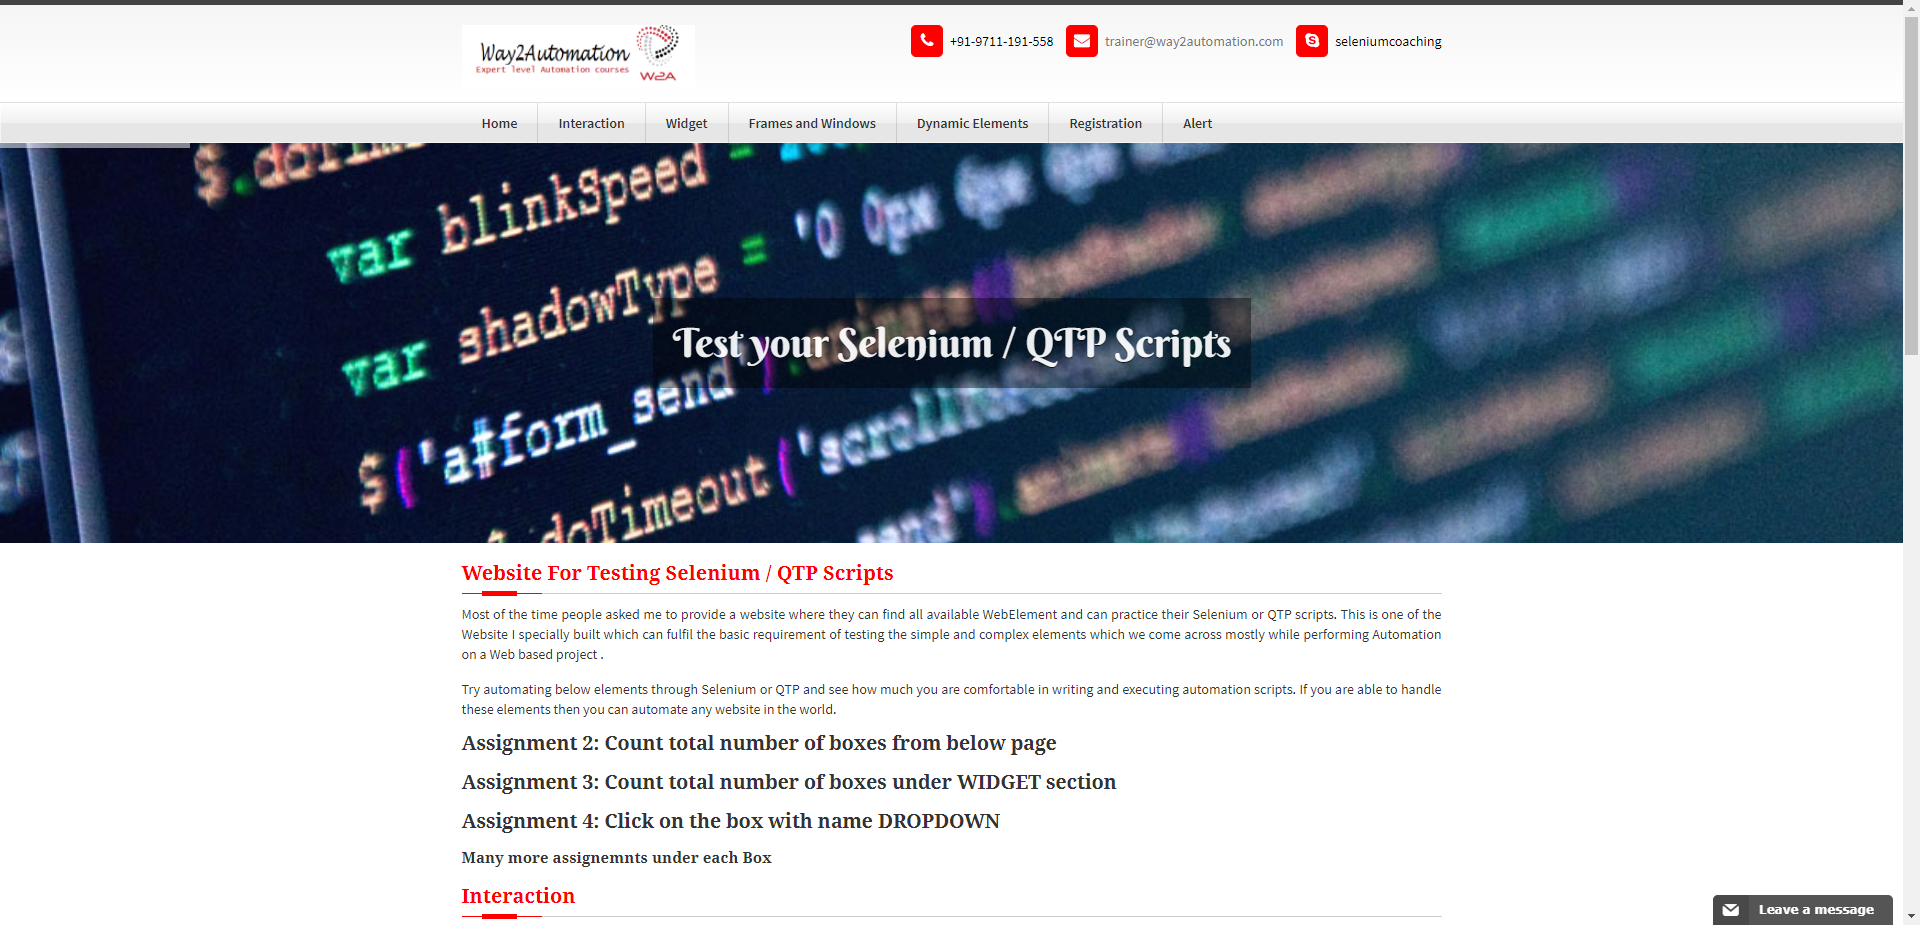 Way2Automation
Expert level Automation courses
W2A
+91-9711-191-558
trainer@way2automation.com
seleniumcoaching
Home
Interaction
Widget
Frames and Windows
Dynamic Elements
Registration
Alert
var blinkSpeed =
'0 0px 0px
var shadowType =
$('a#form_send')
doTimeout('
Test your Selenium / QTP Scripts
Website For Testing Selenium / QTP Scripts
Most of the time people asked me to provide a website where they can find all available WebElement and can practice their Selenium or QTP scripts. This is one of the
Website I specially built which can fulfil the basic requirement of testing the simple and complex elements which we come across mostly while performing Automation
on a Web based project .
Try automating below elements through Selenium or QTP and see how much you are comfortable in writing and executing automation scripts. If you are able to handle
these elements then you can automate any website in the world.
Assignment 2: Count total number of boxes from below page
Assignment 3: Count total number of boxes under WIDGET section
Assignment 4: Click on the box with name DROPDOWN
Many more assignemnts under each Box
Interaction
Leave a message